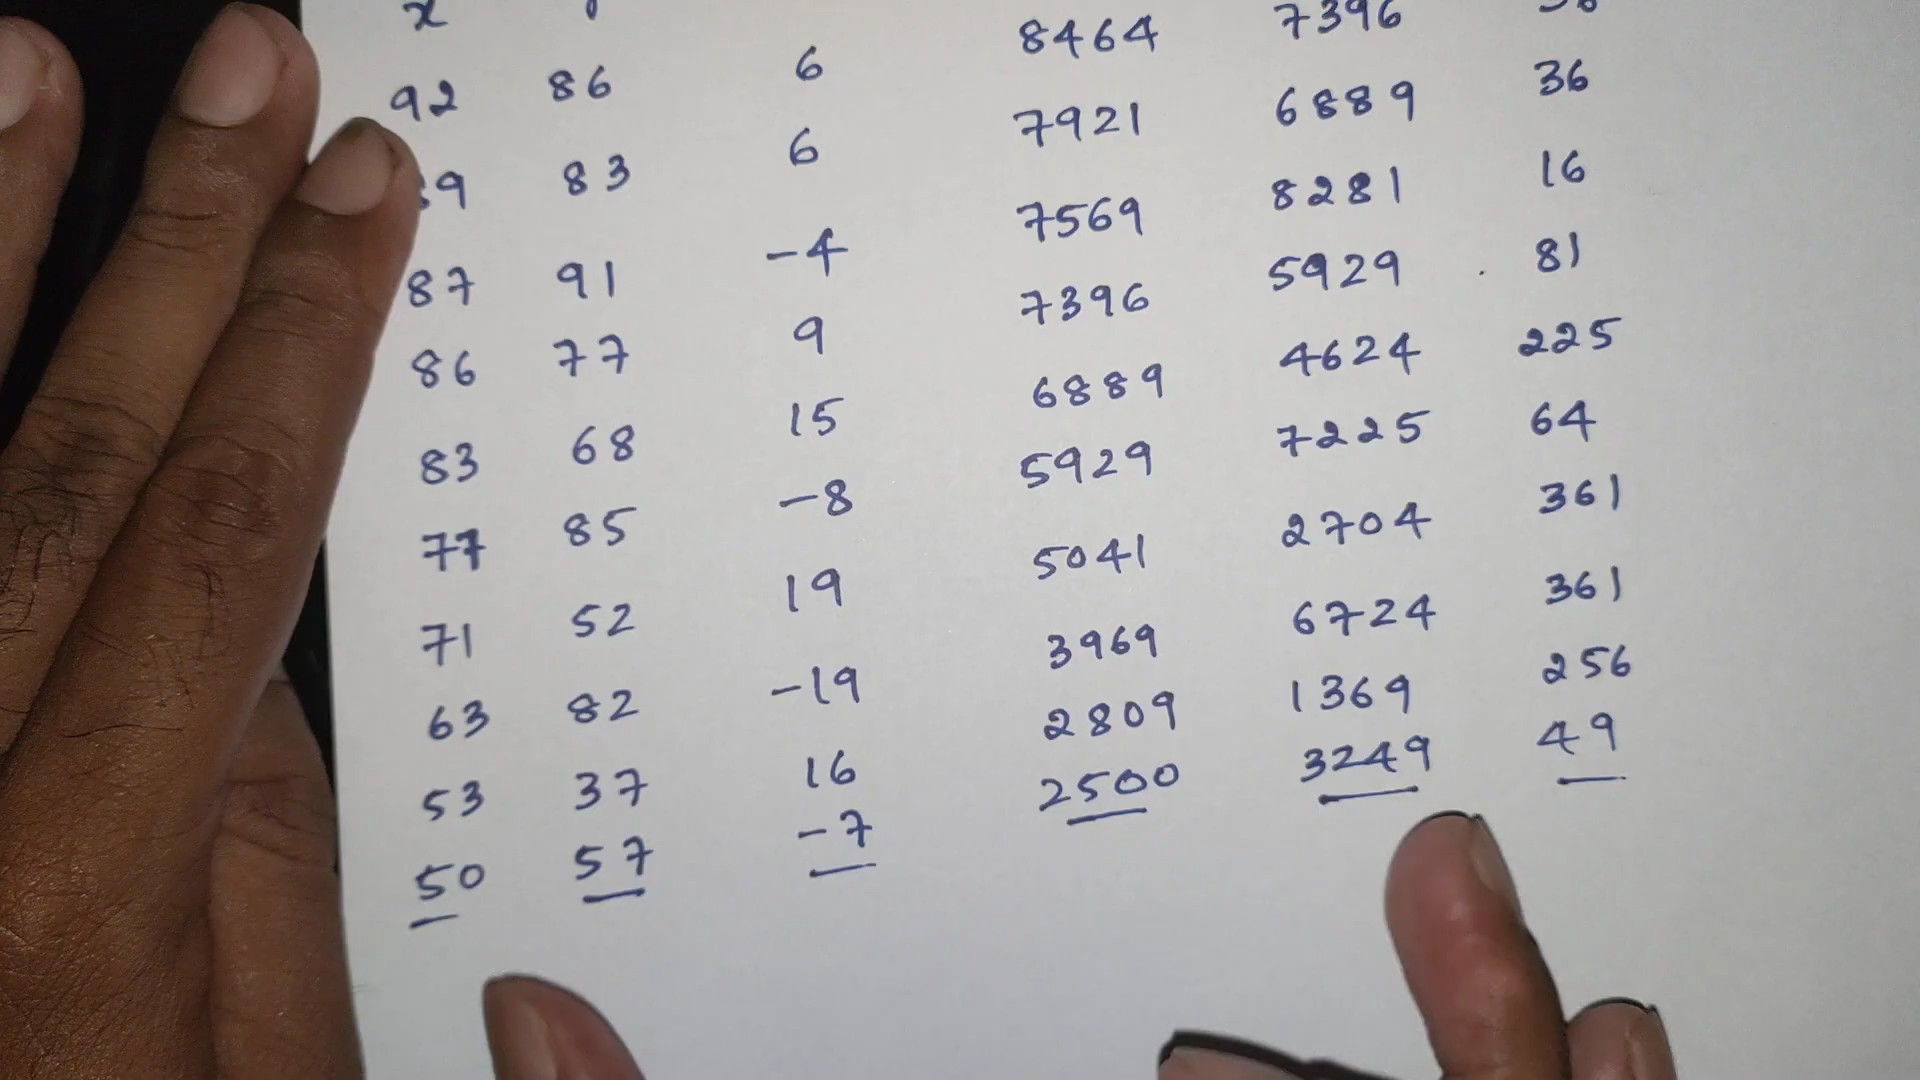 x
92 86 6 8464 7396 36
9 83 6 7921 6889 36
87 91 -4 7569 8281 16
86 77 9 7396 5929 81
83 68 15 6889 4624 225
77 85 -8 5929 7225 64
71 52 19 5041 2704 361
63 82 -19 3969 6724 361
53 37 16 2809 1369 256
50 57 -7 2500 3249 49